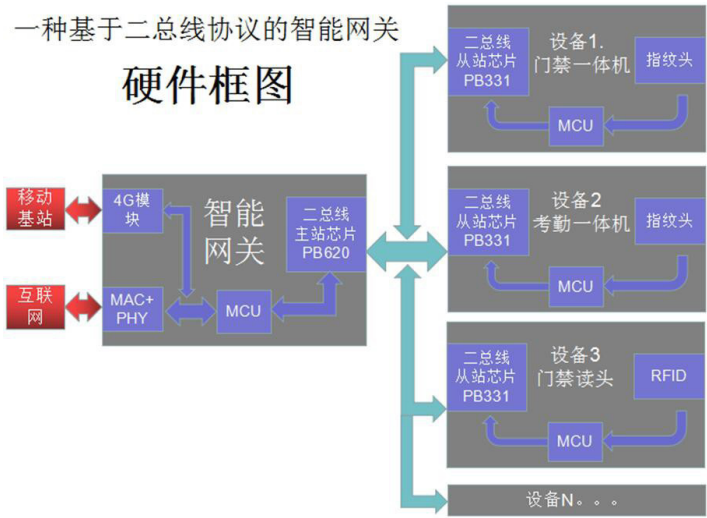 一种基于二总线协议的智能网关
硬件框图
移动
基站
互联
网
4G模
块
MAC+
PHY
智能
网关
MCU
二总线
主站芯片
PB620
二总线
从站芯片
PB331
设备1.
门禁一体机
指纹头
MCU
二总线
从站芯片
PB331
设备2
考勤一体机
指纹头
MCU
二总线
从站芯片
PB331
设备3
门禁读头
RFID
MCU
设备N。。。